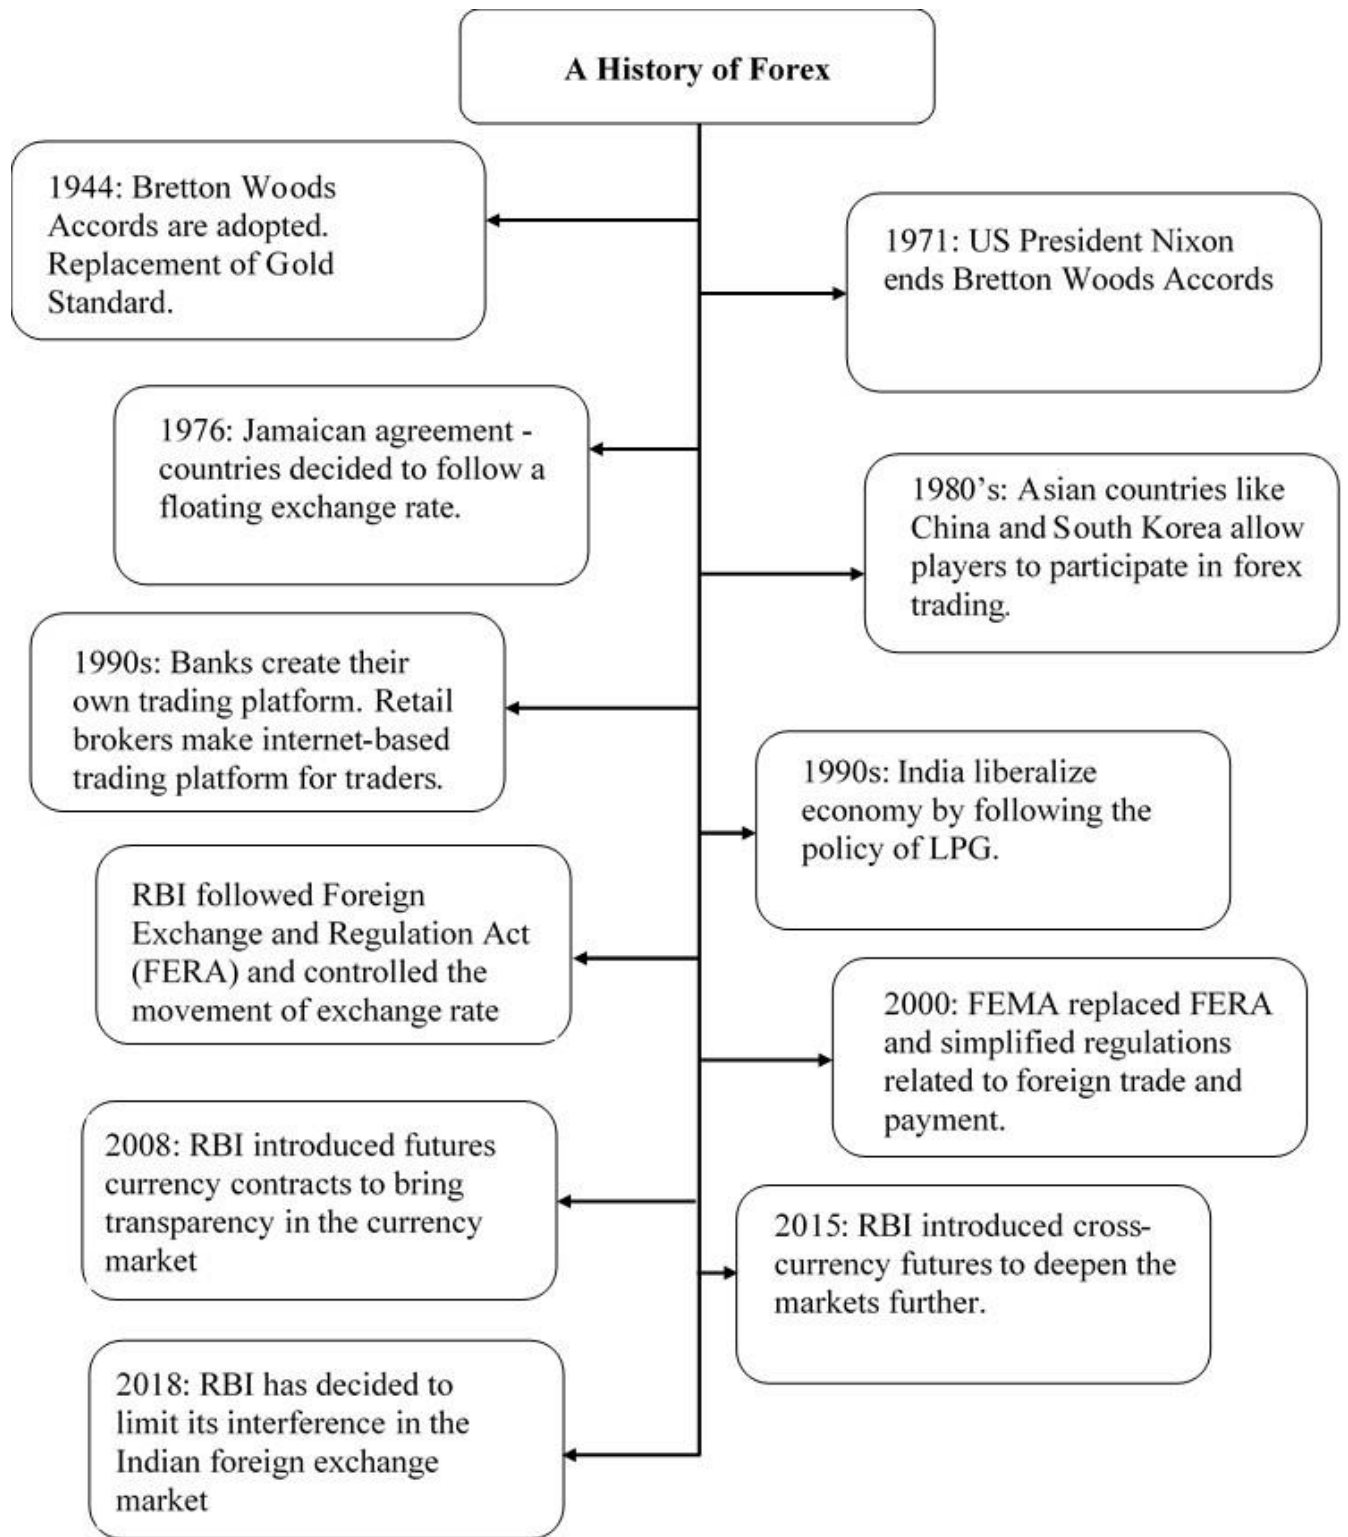 A History of Forex
1944: Bretton Woods
Accords are adopted.
Replacement of Gold
Standard.
1971: US President Nixon
ends Bretton Woods Accords
1976: Jamaican agreement -
countries decided to follow a
floating exchange rate.
1980’s: Asian countries like
China and South Korea allow
players to participate in forex
trading.
1990s: Banks create their
own trading platform. Retail
brokers make internet-based
trading platform for traders.
1990s: India liberalize
economy by following the
policy of LPG.
RBI followed Foreign
Exchange and Regulation Act
(FERA) and controlled the
movement of exchange rate
2000: FEMA replaced FERA
and simplified regulations
related to foreign trade and
payment.
2008: RBI introduced futures
currency contracts to bring
transparency in the currency
market
2015: RBI introduced cross-
currency futures to deepen the
markets further.
2018: RBI has decided to
limit its interference in the
Indian foreign exchange
market